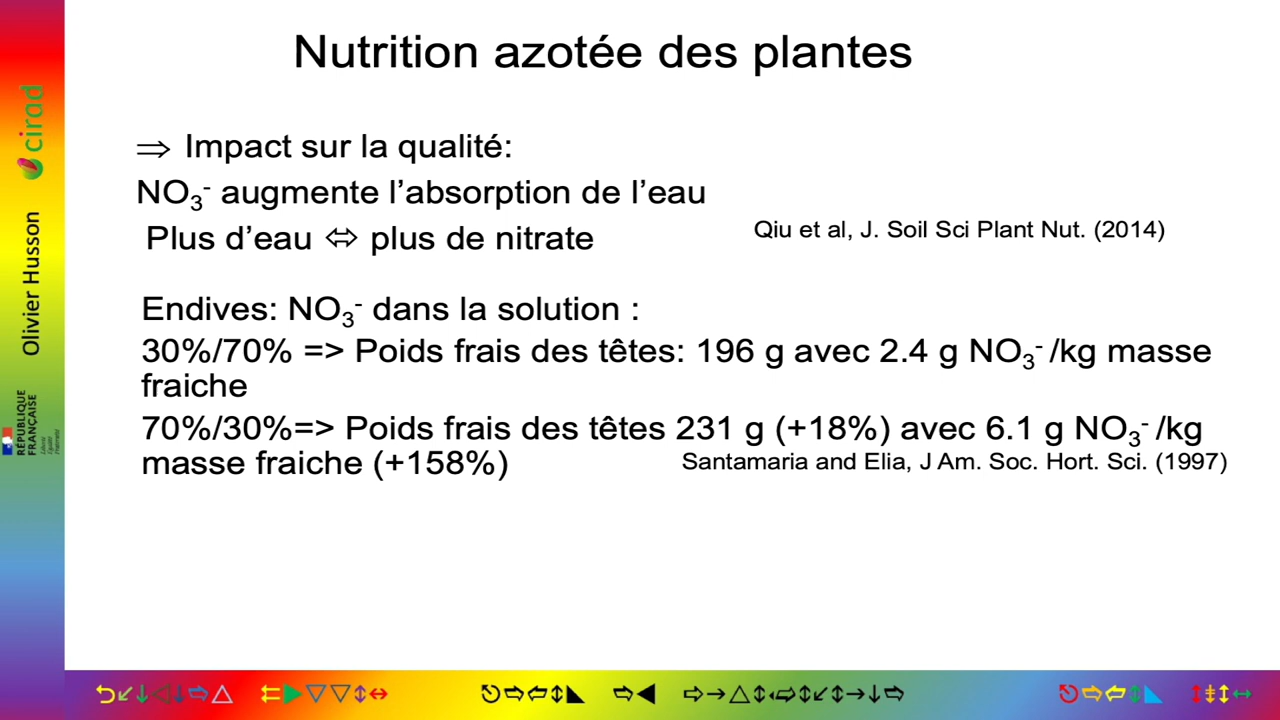 Nutrition azotée des plantes
⇒ Impact sur la qualité:
NO₃⁻ augmente l’absorption de l’eau
Plus d’eau ⬄ plus de nitrate
Qiu et al, J. Soil Sci Plant Nut. (2014)
Endives: NO₃⁻ dans la solution :
30%/70% => Poids frais des têtes: 196 g avec 2.4 g NO₃⁻ /kg masse
fraiche
70%/30%=> Poids frais des têtes 231 g (+18%) avec 6.1 g NO₃⁻ /kg
masse fraiche (+158%)
Santamaria and Elia, J Am. Soc. Hort. Sci. (1997)
cirad
Olivier Husson
RÉPUBLIQUE
FRANÇAISE
Liberté
Égalité
Fraternité